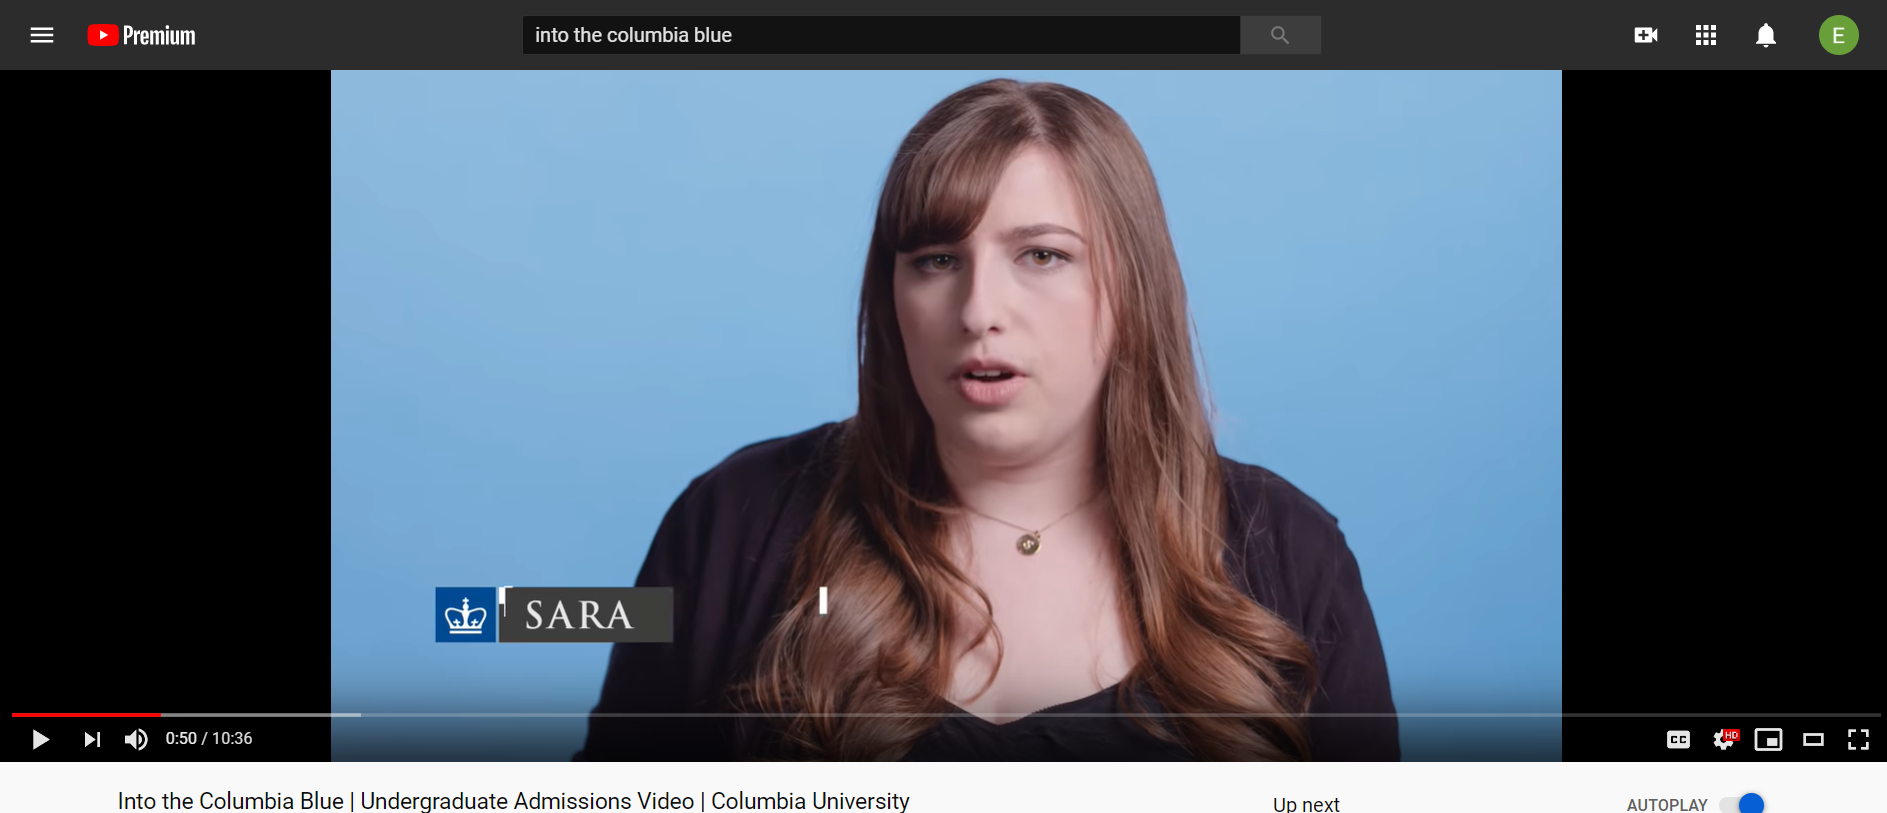 Premium
into the columbia blue
E
SARA
0:50 / 10:36
CC
HD
Into the Columbia Blue | Undergraduate Admissions Video | Columbia University
Up next
AUTOPLAY